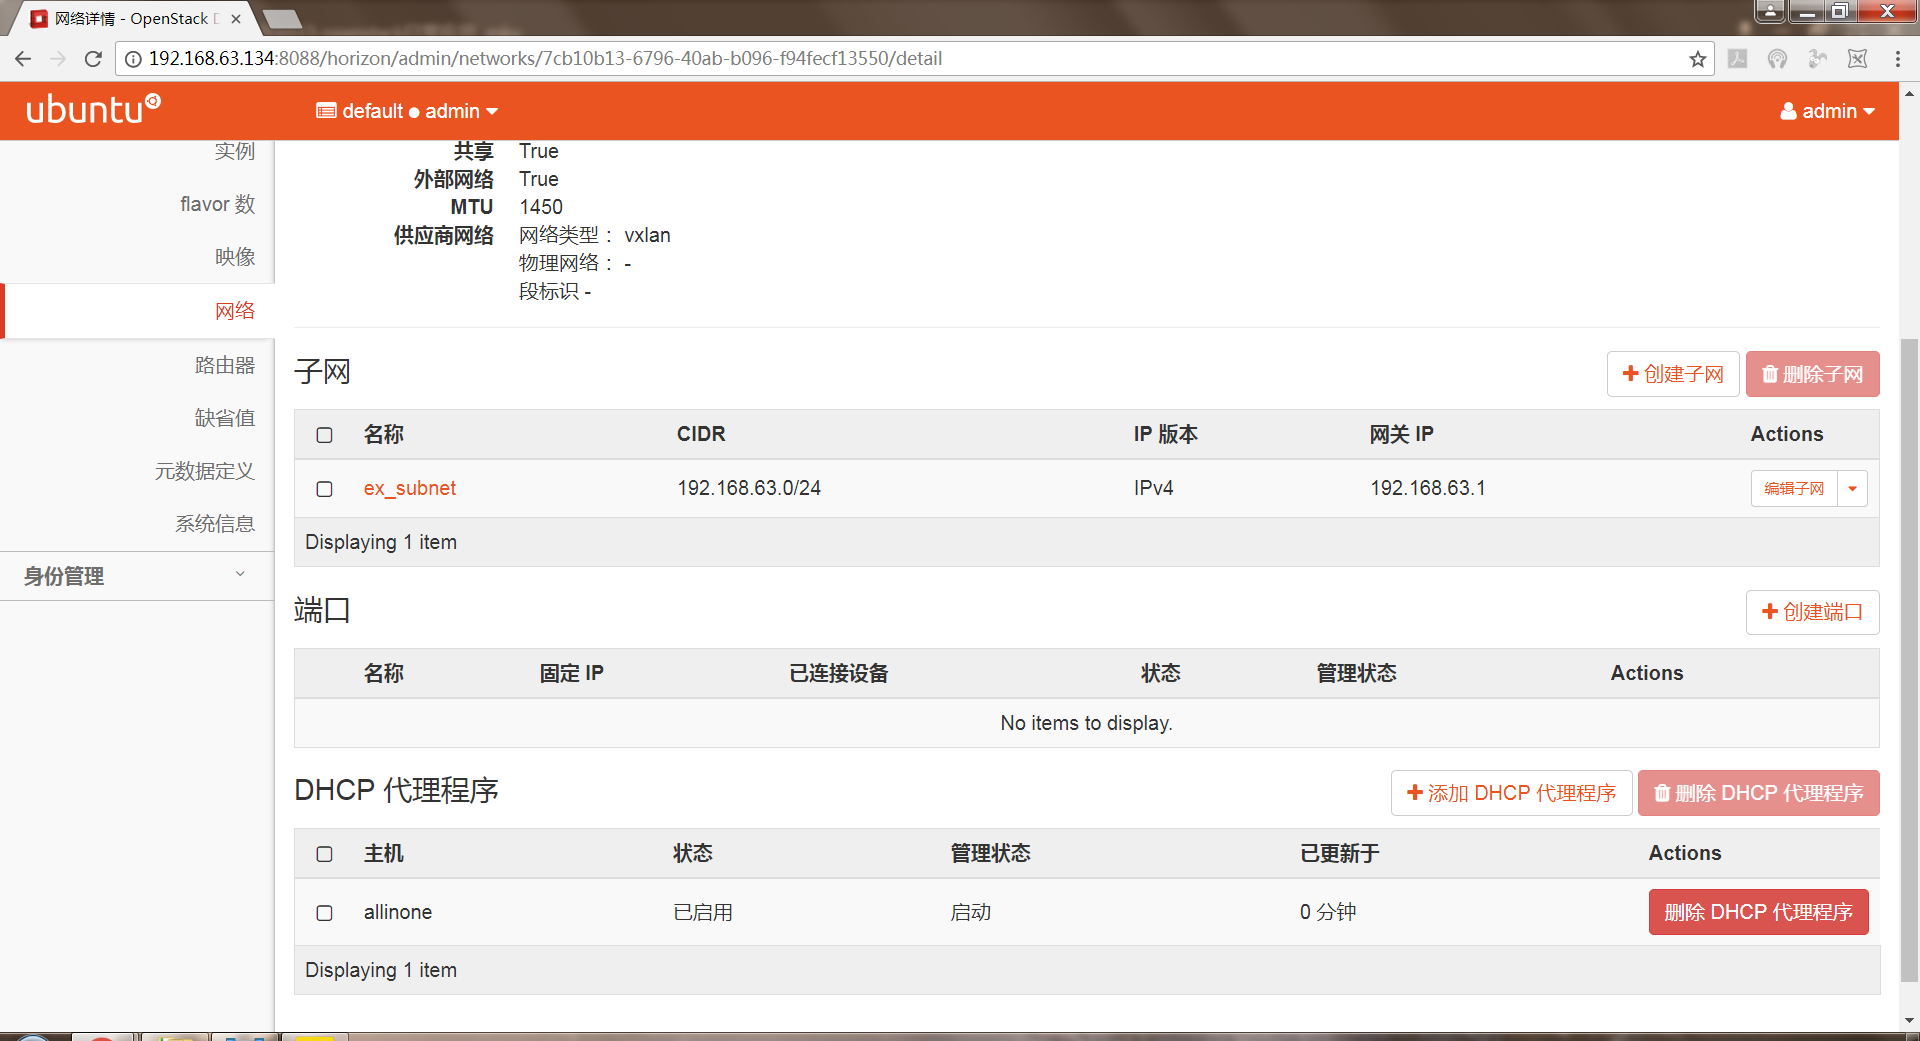 网络详情 - OpenStack D
192.168.63.134:8088/horizon/admin/networks/7cb10b13-6796-40ab-b096-f94fecf13550/detail
ubuntu
default ● admin
admin
实例
flavor 数
映像
网络
路由器
缺省值
元数据定义
系统信息
身份管理
共享 True
外部网络 True
MTU 1450
供应商网络 网络类型： vxlan
物理网络： -
段标识 -
子网
创建子网
删除子网
名称 CIDR IP 版本 网关 IP Actions
ex_subnet 192.168.63.0/24 IPv4 192.168.63.1 编辑子网
Displaying 1 item
端口
创建端口
名称 固定 IP 已连接设备 状态 管理状态 Actions
No items to display.
DHCP 代理程序
添加 DHCP 代理程序
删除 DHCP 代理程序
主机 状态 管理状态 已更新于 Actions
allinone 已启用 启动 0 分钟 删除 DHCP 代理程序
Displaying 1 item